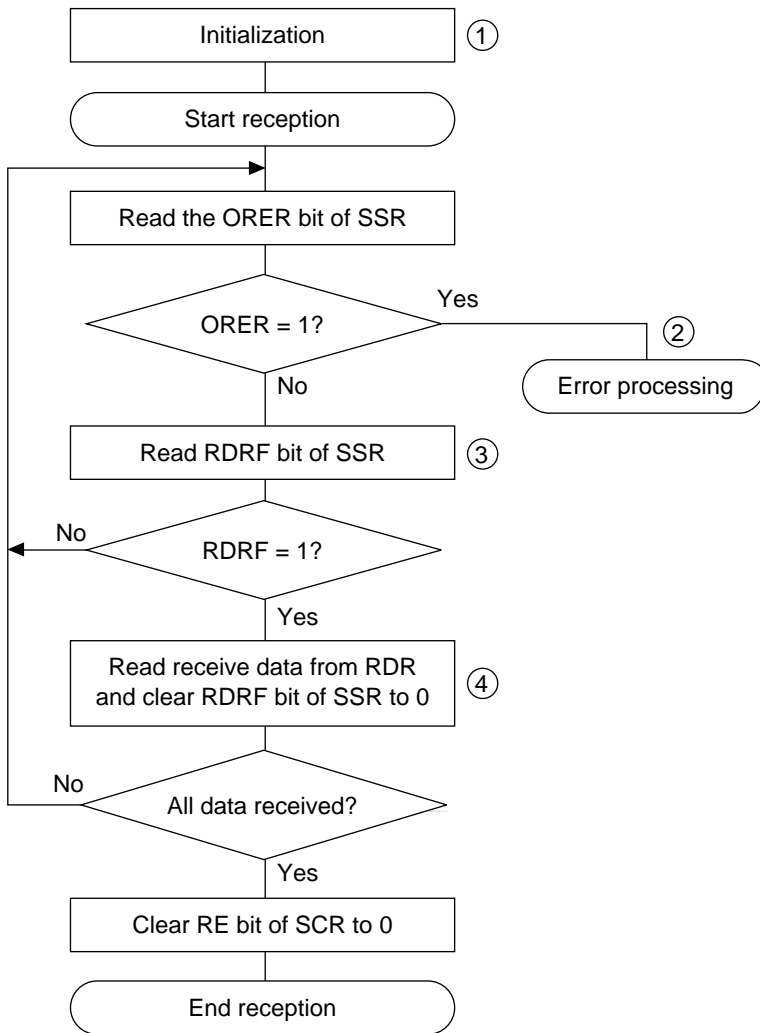 Initialization
①
Start reception
Read the ORER bit of SSR
ORER = 1?
Yes
②
Error processing
No
Read RDRF bit of SSR
③
No
RDRF = 1?
Yes
Read receive data from RDR
and clear RDRF bit of SSR to 0
④
No
All data received?
Yes
Clear RE bit of SCR to 0
End reception